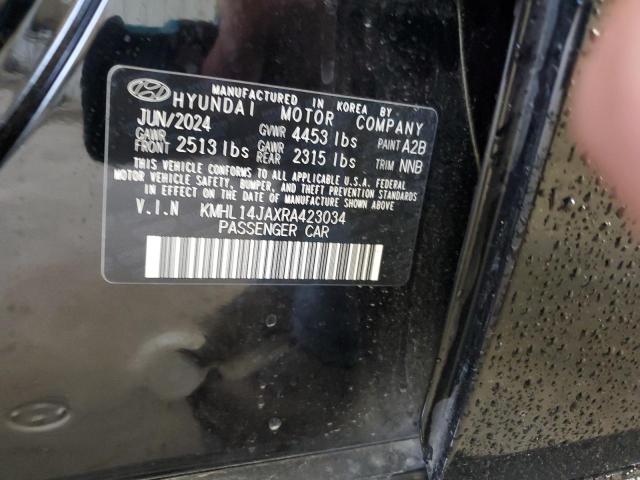 MANUFACTURED IN KOREA BY
HYUNDAI MOTOR COMPANY
JUN/2024 GVWR 4453 lbs PAINT A2B
GAWR FRONT 2513 lbs GAWR REAR 2315 lbs TRIM NNB
THIS VEHICLE CONFORMS TO ALL APPLICABLE U.S.A. FEDERAL
MOTOR VEHICLE SAFETY, BUMPER, AND THEFT PREVENTION STANDARDS
IN EFFECT ON THE DATE OF MANUFACTURE SHOWN ABOVE.
V.I.N KMHL14JAXRA423034
PASSENGER CAR